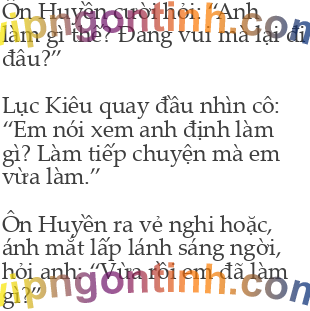 Ôn Huyền cười hỏi: “Anh
làm gì thế? Đang vui mà lại đi
đâu?”
Lục Kiêu quay đầu nhìn cô:
“Em nói xem anh định làm
gì? Làm tiếp chuyện mà em
vừa làm.”
Ôn Huyền ra vẻ nghi hoặc,
ánh mắt lấp lánh sáng ngời,
hỏi anh: “Vừa rồi em đã làm
gì?”
vipngontinh.com
vipngontinh.com